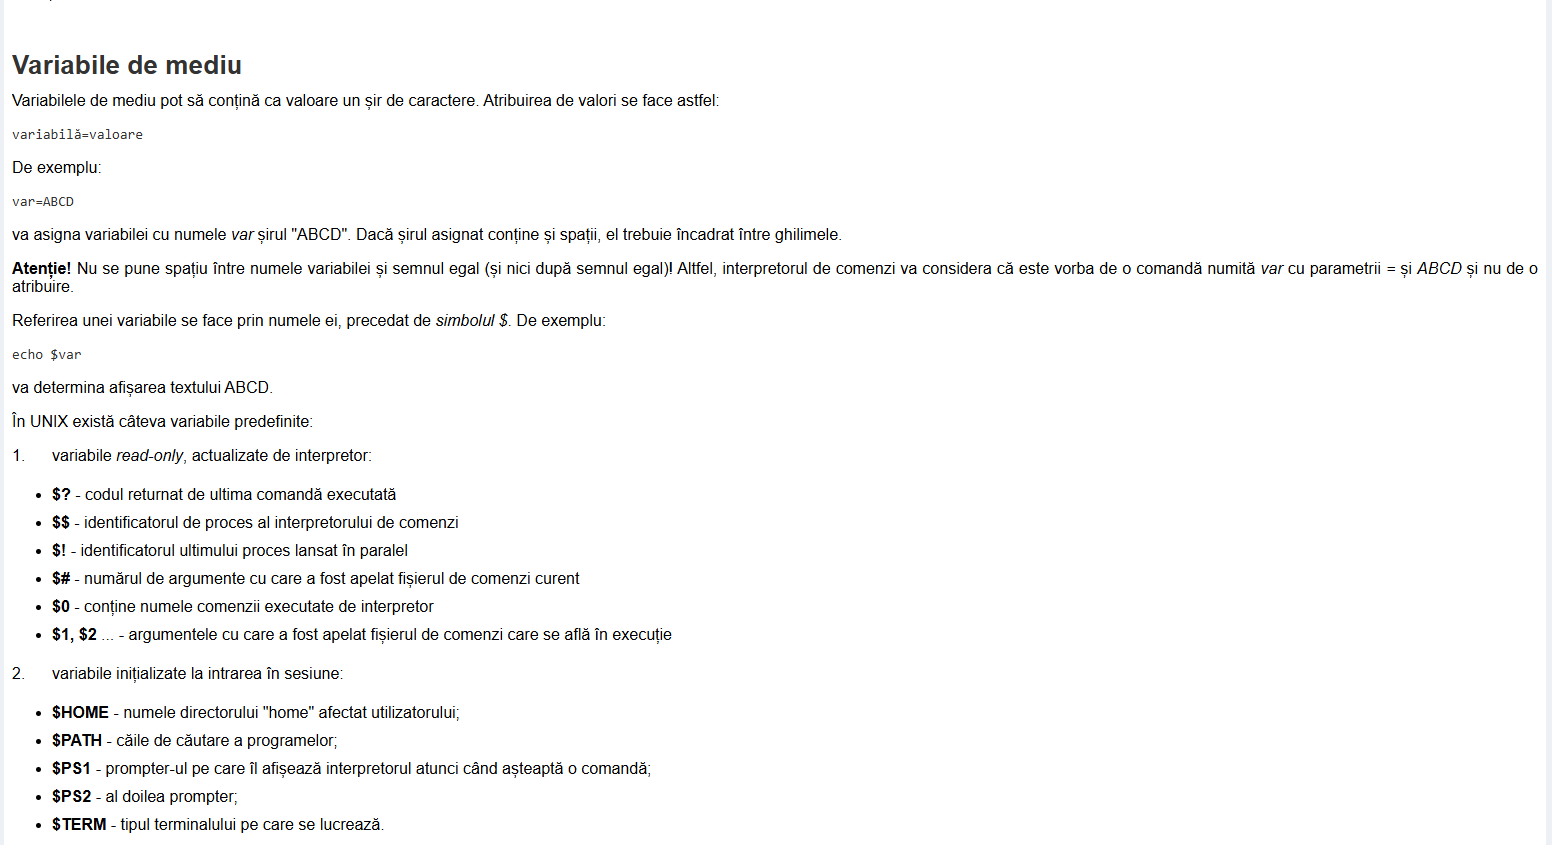 Variabile de mediu
Variabilele de mediu pot să conțină ca valoare un șir de caractere. Atribuirea de valori se face astfel:
variabilă=valoare
De exemplu:
var=ABCD
va asigna variabilei cu numele var șirul "ABCD". Dacă șirul asignat conține și spații, el trebuie încadrat între ghilimele.
Atenție! Nu se pune spațiu între numele variabilei și semnul egal (și nici după semnul egal)! Altfel, interpretorul de comenzi va considera că este vorba de o comandă numită var cu parametrii = și ABCD și nu de o
atribuire.
Referirea unei variabile se face prin numele ei, precedat de simbolul $. De exemplu:
echo $var
va determina afișarea textului ABCD.
În UNIX există câteva variabile predefinite:
1. variabile read-only, actualizate de interpretor:
• $? - codul returnat de ultima comandă executată
• $$ - identificatorul de proces al interpretorului de comenzi
• $! - identificatorul ultimului proces lansat în paralel
• $# - numărul de argumente cu care a fost apelat fișierul de comenzi curent
• $0 - conține numele comenzii executate de interpretor
• $1, $2 ... - argumentele cu care a fost apelat fișierul de comenzi care se află în execuție
2. variabile inițializate la intrarea în sesiune:
• $HOME - numele directorului "home" afectat utilizatorului;
• $PATH - căile de căutare a programelor;
• $PS1 - prompter-ul pe care îl afișează interpretorul atunci când așteaptă o comandă;
• $PS2 - al doilea prompter;
• $TERM - tipul terminalului pe care se lucrează.